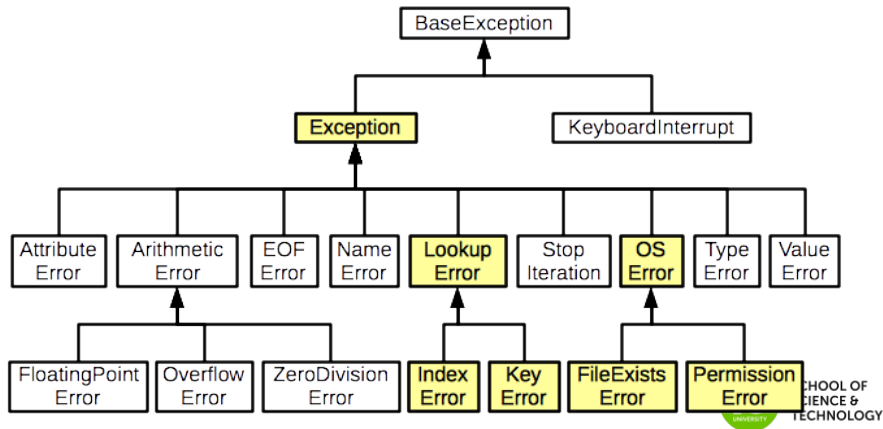 BaseException
Exception
KeyboardInterrupt
Attribute
Error
Arithmetic
Error
EOF
Error
Name
Error
Lookup
Error
Stop
Iteration
OS
Error
Type
Error
Value
Error
FloatingPoint
Error
Overflow
Error
ZeroDivision
Error
Index
Error
Key
Error
FileExists
Error
Permission
Error
UNIVERSITY
CHOOL OF
CIENCE &
TECHNOLOGY